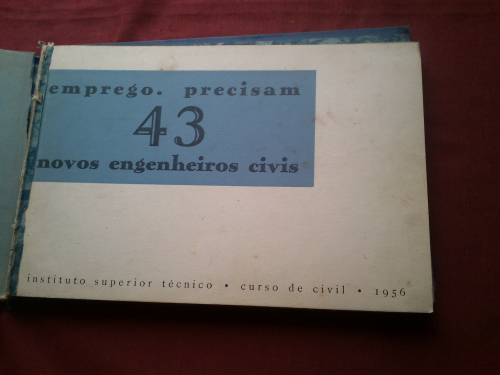 emprego. precisam
43
novos engenheiros civis
instituto superior técnico • curso de civil • 1956